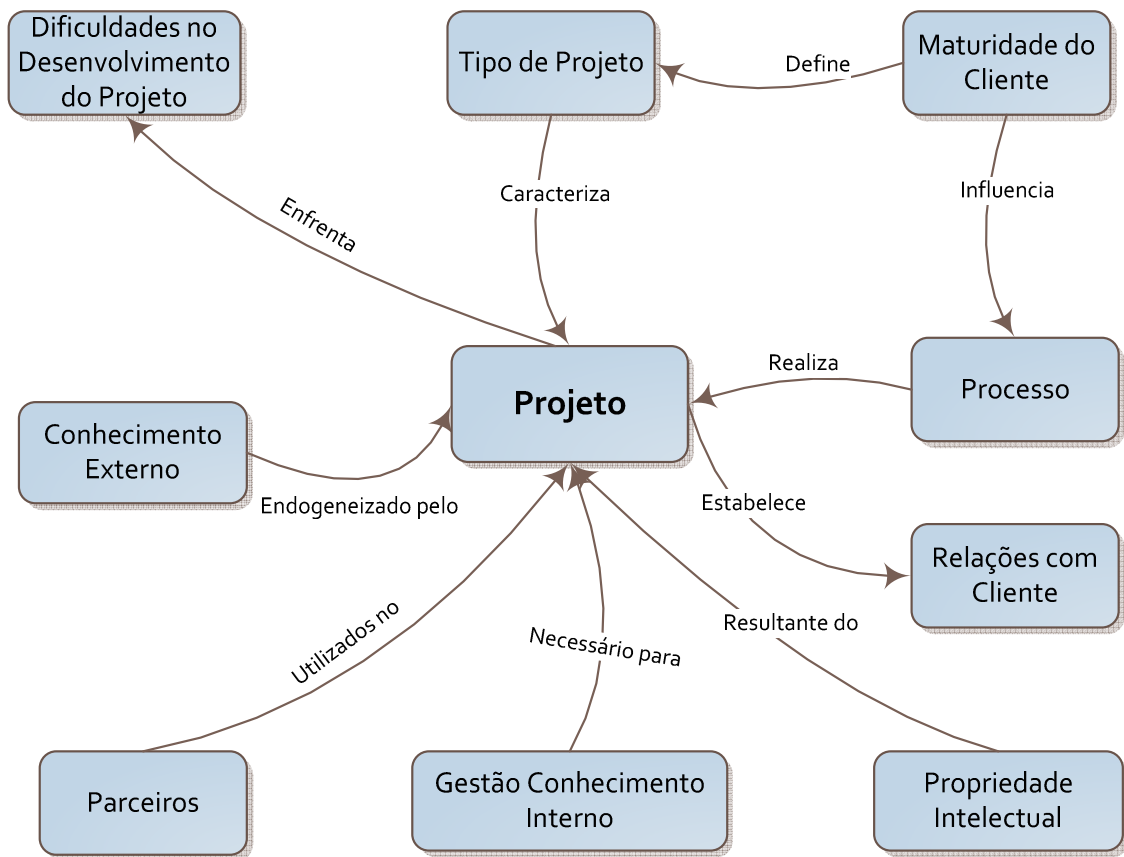 Dificuldades no
Desenvolvimento
do Projeto
Tipo de Projeto
Define
Maturidade do
Cliente
Caracteriza
Influencia
Enfrenta
Projeto
Realiza
Processo
Conhecimento
Externo
Endogeneizado pelo
Estabelece
Relações com
Cliente
Utilizados no
Necessário para
Resultante do
Parceiros
Gestão Conhecimento
Interno
Propriedade
Intelectual